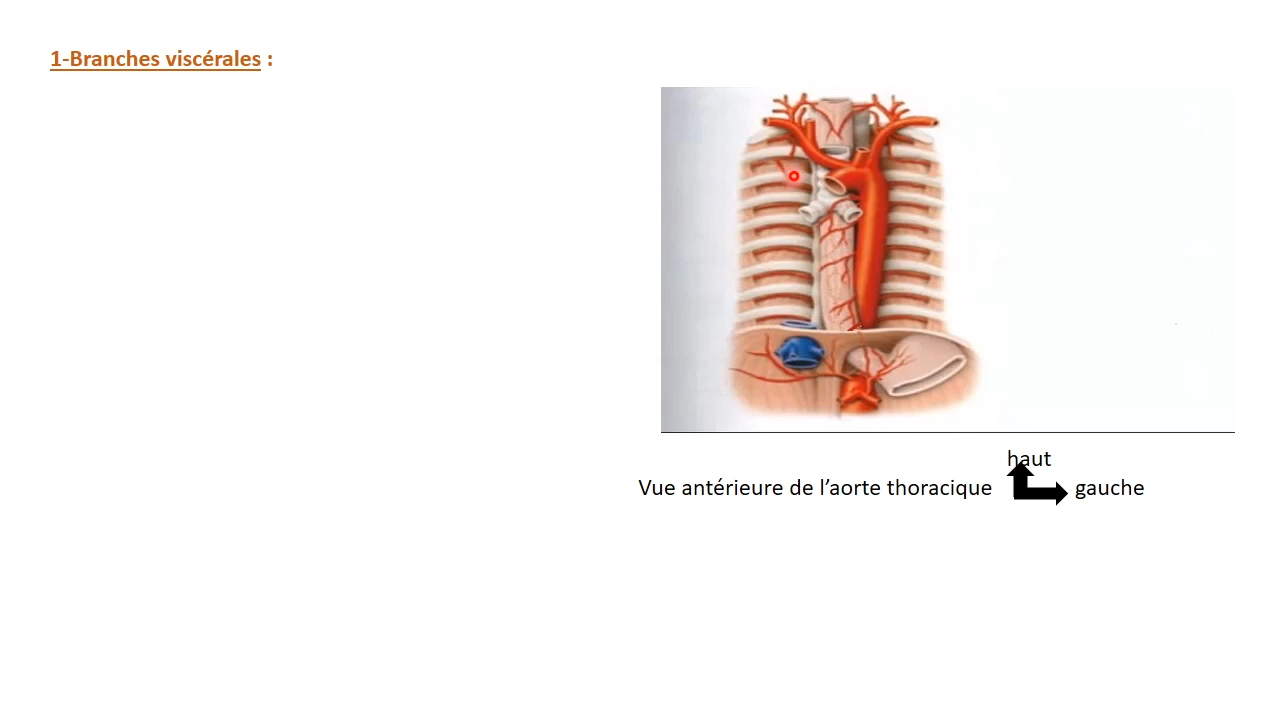 1-Branches viscérales :
haut
Vue antérieure de l’aorte thoracique
gauche